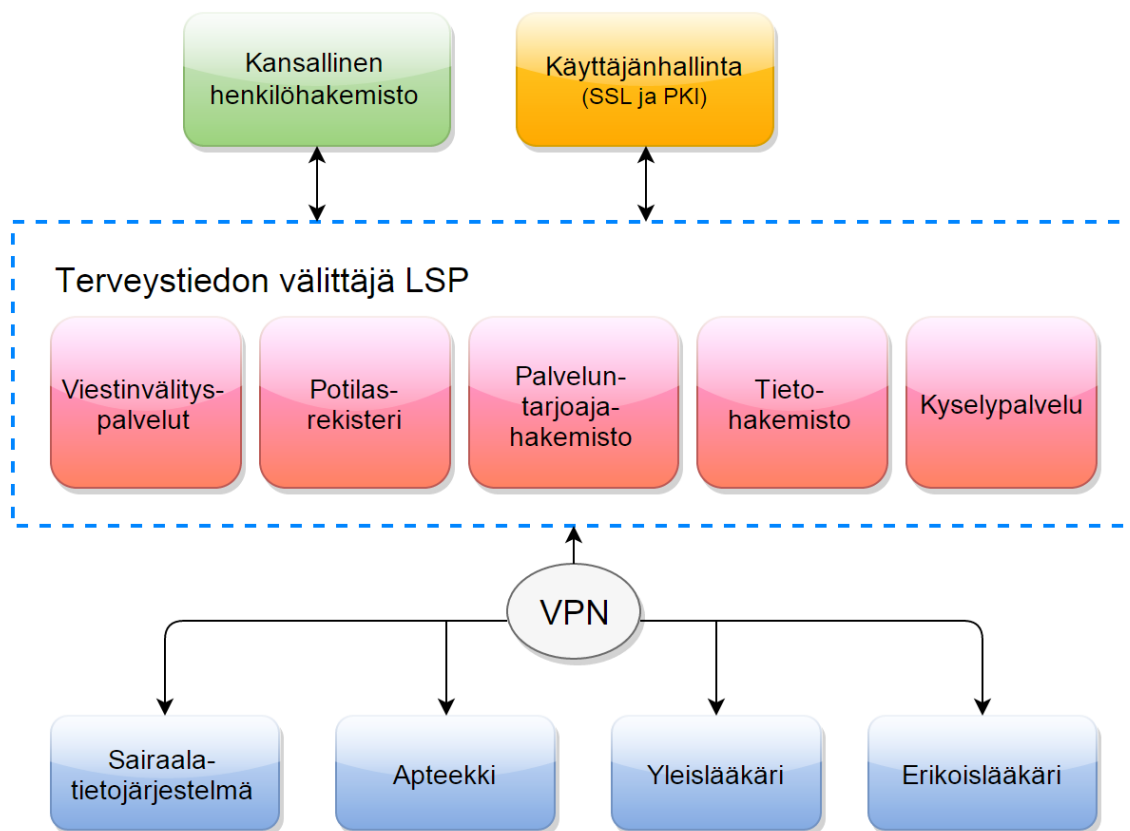 Kansallinen
henkilöhakemisto
Käyttäjänhallinta
(SSL ja PKI)
Terveystiedon välittäjä LSP
Viestinvälitys-
palvelut
Potilas-
rekisteri
Palvelun-
tarjoaja-
hakemisto
Tieto-
hakemisto
Kyselypalvelu
VPN
Sairaala-
tietojärjestelmä
Apteekki
Yleislääkäri
Erikoislääkäri